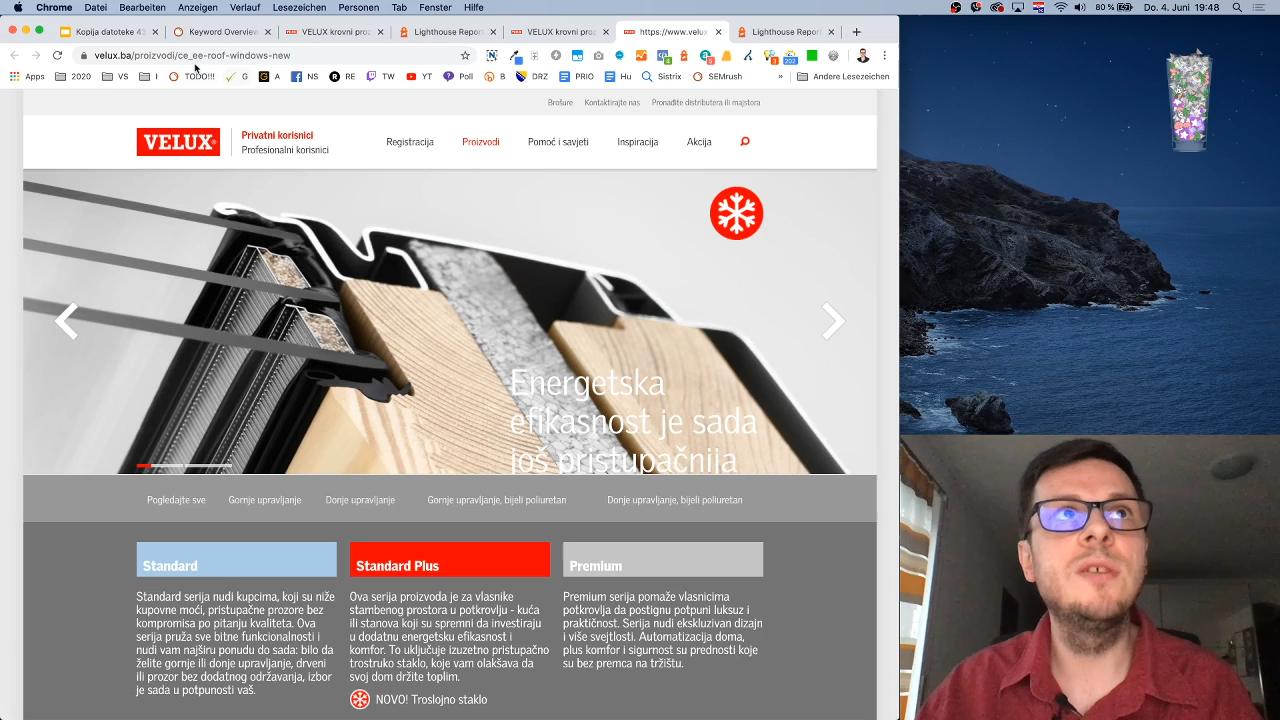 Chrome Datei Bearbeiten Anzeigen Verlauf Lesezeichen Personen Tab Fenster Hilfe 80 % Do. 4. Juni 19:48
Kopija datoteke 43
Keyword Overview
VELUX krovni proz
Lighthouse Report
VELUX krovni proz
https://www.velux
Lighthouse Report
velux.ba/proizvodi/ce_ee-roof-windows-new
Apps 2020 VS I TODO!!! G A NS RE TW YT Poll B DRZ PRIO Hu Sistrix SEMrush Andere Lesezeichen
Brošure Kontaktirajte nas Pronađite distributera ili majstora
VELUX
Privatni korisnici
Profesionalni korisnici
Registracija Proizvodi Pomoć i savjeti Inspiracija Akcija
Energetska
efikasnost je sada
još pristupačnija
Pogledajte sve Gornje upravljanje Donje upravljanje Gornje upravljanje, bijeli poliuretan Donje upravljanje, bijeli poliuretan
Standard
Standard serija nudi kupcima, koji su niže
kupovne moći, pristupačne prozore bez
kompromisa po pitanju kvaliteta. Ova
serija pruža sve bitne funkcionalnosti i
nudi vam najširu ponudu do sada: bilo da
želite gornje ili donje upravljanje, drveni
ili prozor bez dodatnog održavanja, izbor
je sada u potpunosti vaš.
Standard Plus
Ova serija proizvoda je za vlasnike
stambenog prostora u potkrovlju - kuća
ili stanova koji su spremni da investiraju
u dodatnu energetsku efikasnost i
komfor. To uključuje izuzetno pristupačno
trostruko staklo, koje vam olakšava da
svoj dom držite toplim.
NOVO! Troslojno staklo
Premium
Premium serija pomaže vlasnicima
potkrovlja da postignu potpuni luksuz i
praktičnost. Serija nudi ekskluzivan dizajn
i više svjetlosti. Automatizacija doma,
plus komfor i sigurnost su prednosti koje
su bez premca na tržištu.